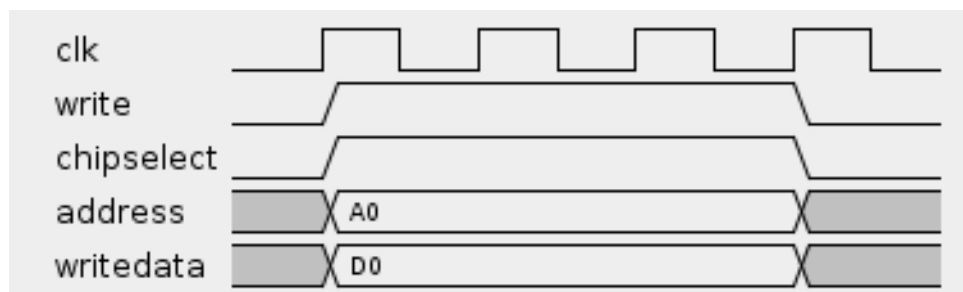 clk
write
chipselect
address A0
writedata D0